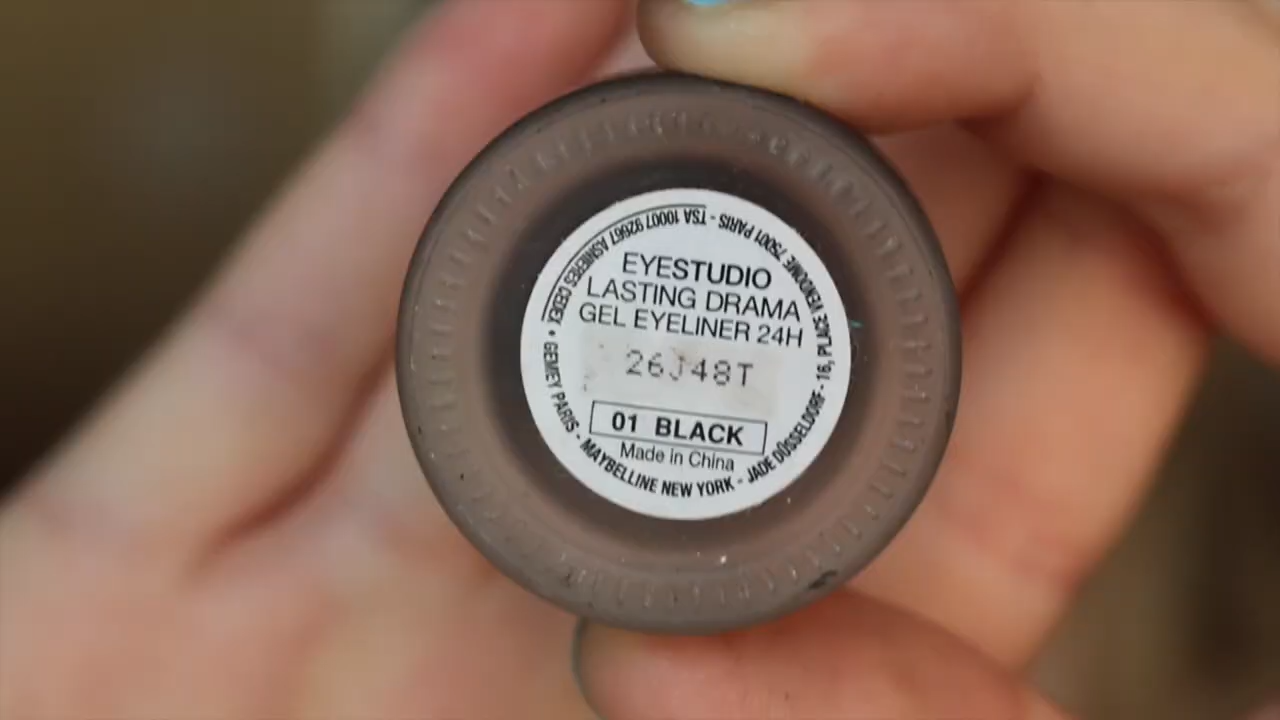 EYESTUDIO
LASTING DRAMA
GEL EYELINER 24H
26J48T
01 BLACK
Made in China
GEMEY PARIS - MAYBELLINE NEW YORK - JADE DÜSSELDORF - 16, PLACE VENDOME 75001 PARIS - TSA 10007 92667 ASNIERES CEDEX •